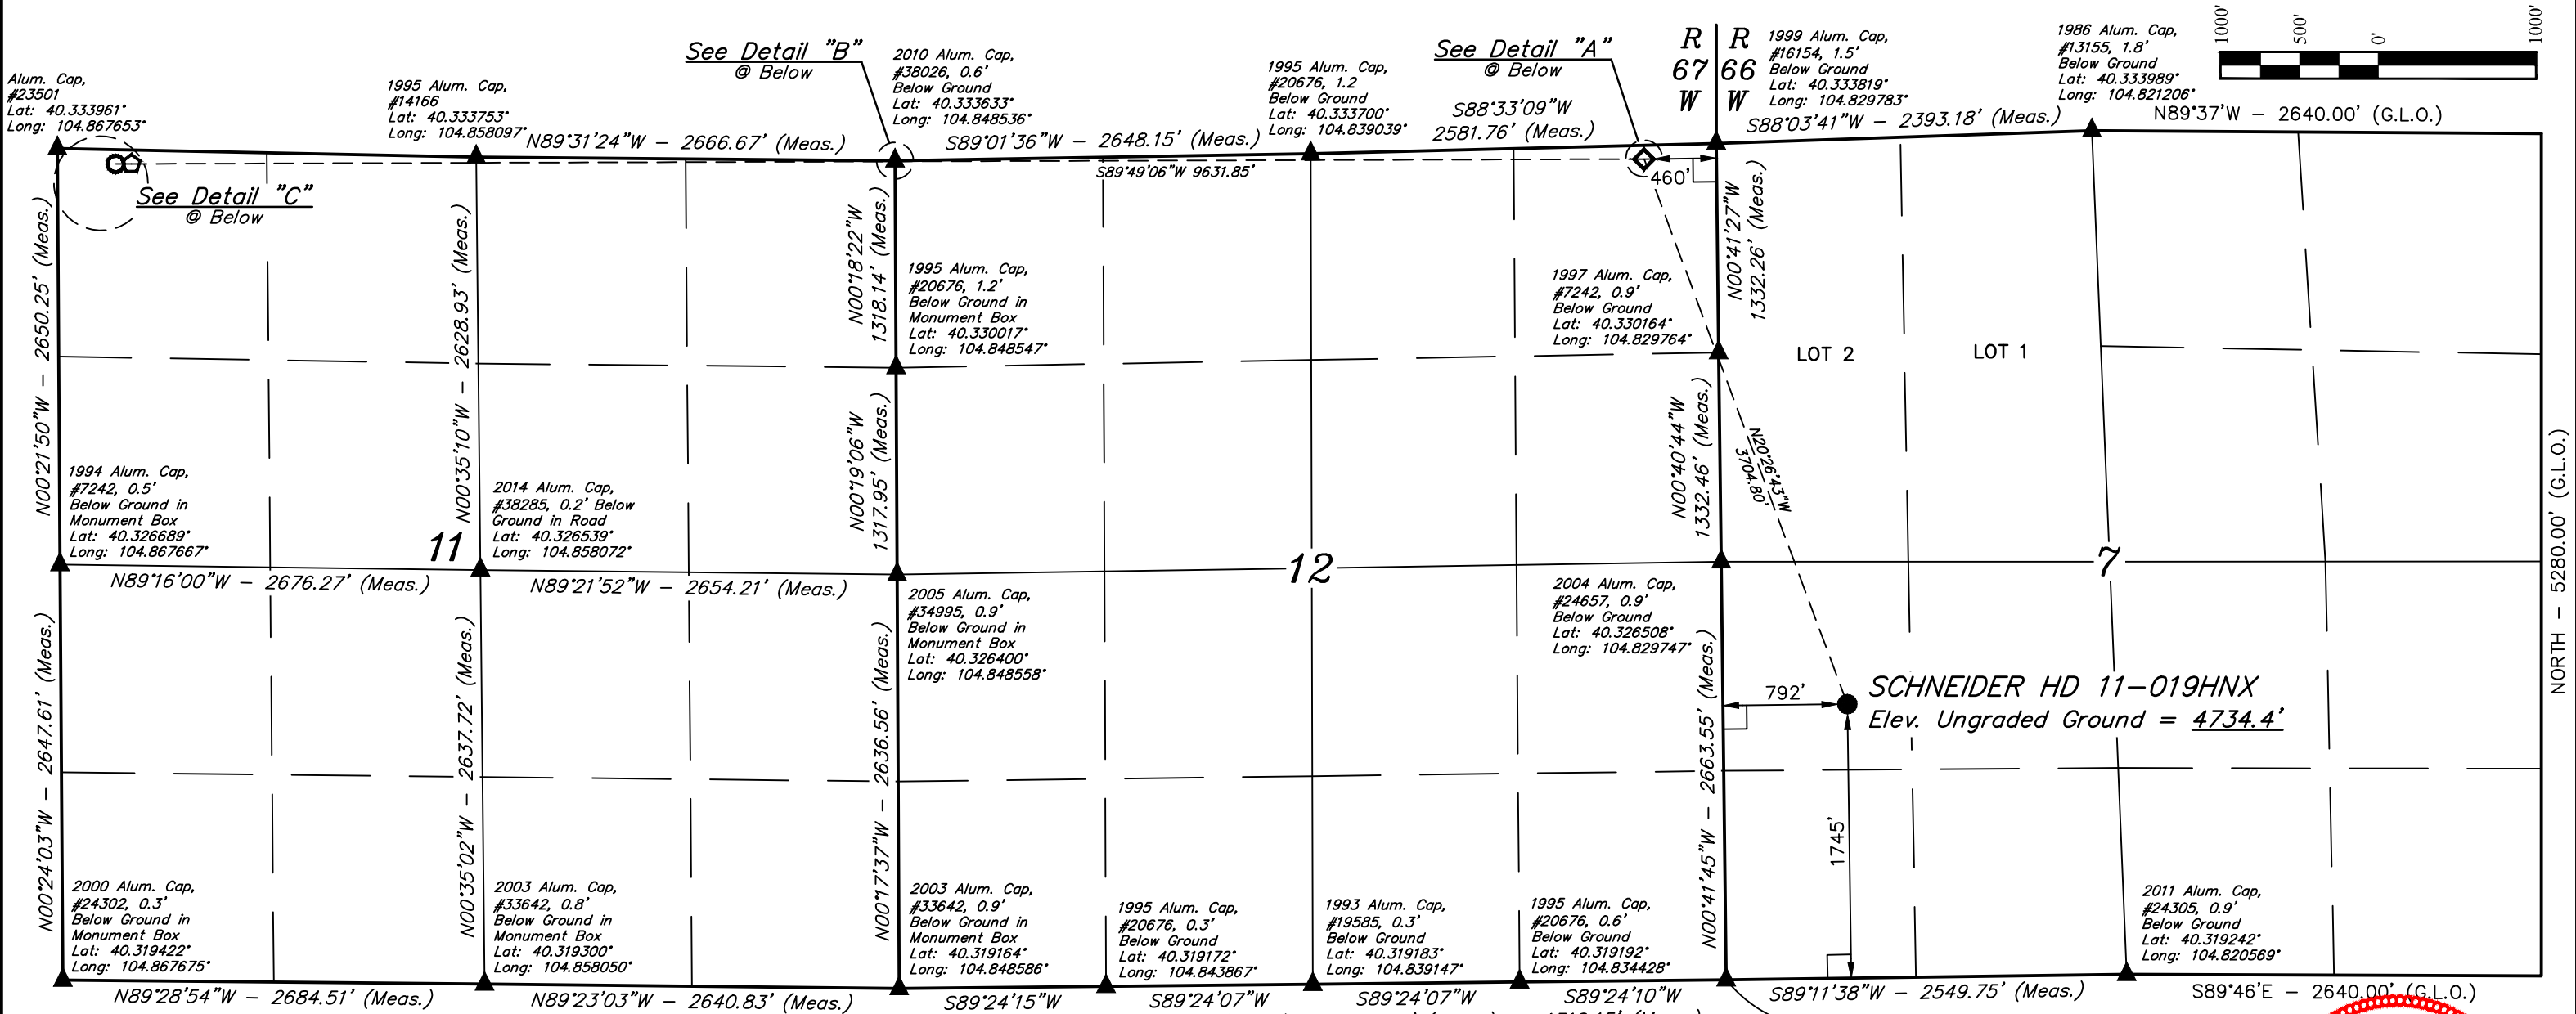 Alum. Cap,
#23501
Lat: 40.333961°
Long: 104.867653°
1995 Alum. Cap,
#14166
Lat: 40.333753°
Long: 104.858097°
See Detail "B"
@ Below
2010 Alum. Cap,
#38026, 0.6'
Below Ground
Lat: 40.333633°
Long: 104.848536°
1995 Alum. Cap,
#20676, 1.2
Below Ground
Lat: 40.333700°
Long: 104.839039°
See Detail "A"
@ Below
R
67
W
R
66
W
1999 Alum. Cap,
#16154, 1.5'
Below Ground
Lat: 40.333819°
Long: 104.829783°
1986 Alum. Cap,
#13155, 1.8'
Below Ground
Lat: 40.333989°
Long: 104.821206°
1000'
500'
0'
1000'
N89°31'24"W - 2666.67' (Meas.)
S89°01'36"W - 2648.15' (Meas.)
S88°33'09"W
2581.76' (Meas.)
S88°03'41"W - 2393.18' (Meas.)
N89°37'W - 2640.00' (G.L.O.)
S89°49'06"W 9631.85'
460'
See Detail "C"
@ Below
N00°21'50"W - 2650.25' (Meas.)
N00°35'10"W - 2628.93' (Meas.)
N00°18'22"W
1318.14' (Meas.)
N00°41'27"W
1332.26' (Meas.)
1995 Alum. Cap,
#20676, 1.2'
Below Ground in
Monument Box
Lat: 40.330017°
Long: 104.848547°
1997 Alum. Cap,
#7242, 0.9'
Below Ground
Lat: 40.330164°
Long: 104.829764°
LOT 2
LOT 1
N00°19'06"W
1317.95' (Meas.)
N00°40'44"W
1332.46' (Meas.)
N20°26'43"W
3704.80'
NORTH - 5280.00' (G.L.O.)
1994 Alum. Cap,
#7242, 0.5'
Below Ground in
Monument Box
Lat: 40.326689°
Long: 104.867667°
2014 Alum. Cap,
#38285, 0.2' Below
Ground in Road
Lat: 40.326539°
Long: 104.858072°
11
12
7
N89°16'00"W - 2676.27' (Meas.)
N89°21'52"W - 2654.21' (Meas.)
2005 Alum. Cap,
#34995, 0.9'
Below Ground in
Monument Box
Lat: 40.326400°
Long: 104.848558°
2004 Alum. Cap,
#24657, 0.9'
Below Ground
Lat: 40.326508°
Long: 104.829747°
N00°24'03"W - 2647.61' (Meas.)
N00°35'02"W - 2637.72' (Meas.)
N00°17'37"W - 2636.56' (Meas.)
N00°41'45"W - 2663.55' (Meas.)
792'
SCHNEIDER HD 11-019HNX
Elev. Ungraded Ground = 4734.4'
1745'
2000 Alum. Cap,
#24302, 0.3'
Below Ground in
Monument Box
Lat: 40.319422°
Long: 104.867675°
2003 Alum. Cap,
#33642, 0.8'
Below Ground in
Monument Box
Lat: 40.319300°
Long: 104.858050°
2003 Alum. Cap,
#33642, 0.9'
Below Ground in
Monument Box
Lat: 40.319164°
Long: 104.848586°
1995 Alum. Cap,
#20676, 0.3'
Below Ground
Lat: 40.319172°
Long: 104.843867°
1993 Alum. Cap,
#19585, 0.3'
Below Ground
Lat: 40.319183°
Long: 104.839147°
1995 Alum. Cap,
#20676, 0.6'
Below Ground
Lat: 40.319192°
Long: 104.834428°
2011 Alum. Cap,
#24305, 0.9'
Below Ground
Lat: 40.319242°
Long: 104.820569°
N89°28'54"W - 2684.51' (Meas.)
N89°23'03"W - 2640.83' (Meas.)
S89°24'15"W
S89°24'07"W
S89°24'07"W
S89°24'10"W
S89°11'38"W - 2549.75' (Meas.)
S89°46'E - 2640.00' (G.L.O.)